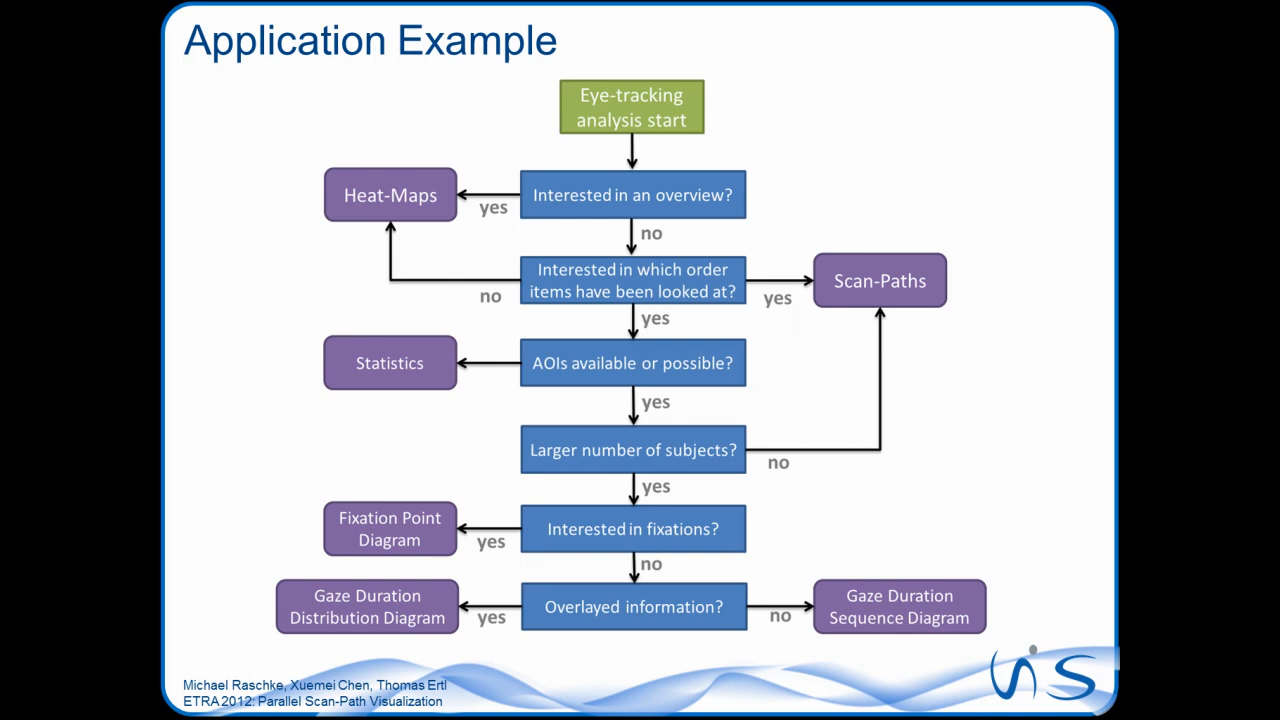 Application Example
Eye-tracking
analysis start
Heat-Maps
yes
Interested in an overview?
no
Interested in which order
items have been looked at?
no
yes
Scan-Paths
yes
Statistics
AOIs available or possible?
yes
Larger number of subjects?
no
yes
Fixation Point
Diagram
yes
Interested in fixations?
no
Gaze Duration
Distribution Diagram
yes
Overlayed information?
no
Gaze Duration
Sequence Diagram
Michael Raschke, Xuemei Chen, Thomas Ertl
ETRA 2012: Parallel Scan-Path Visualization
VIS